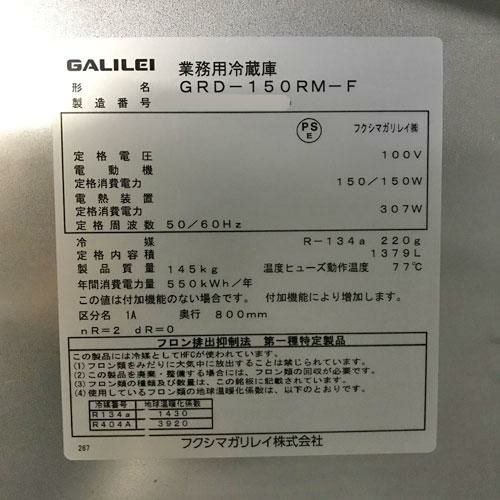 GALILEI 業務用冷蔵庫
形名 GRD-150RM-F
製造番号
PS E フクシマガリレイ㈱
定格電圧 100V
電動機
定格消費電力 150/150W
電熱装置
定格消費電力 307W
定格周波数 50/60Hz
冷媒 R-134a 220g
定格内容積 1379L
製品質量 145kg 温度ヒューズ動作温度 77℃
年間消費電力量 550kWh/年
この値は付加機能のない場合です。 付加機能により増加します。
区分名 1A 奥行 800mm
nR=2 dR=0
フロン排出抑制法 第一種特定製品
この製品には冷媒としてHFCが使われています。
(1)フロン類をみだりに大気中に放出することは禁じられています。
(2)この製品を廃棄・整備する場合には、フロン類の回収が必要です。
(3)フロン類の種類及び数量は、この銘板に記載されています。
(4)使用しているフロン類の地球温暖化係数は、以下のとおりです。
冷媒番号 地球温暖化係数
R134a 1430
R404A 3920
フクシマガリレイ株式会社
267